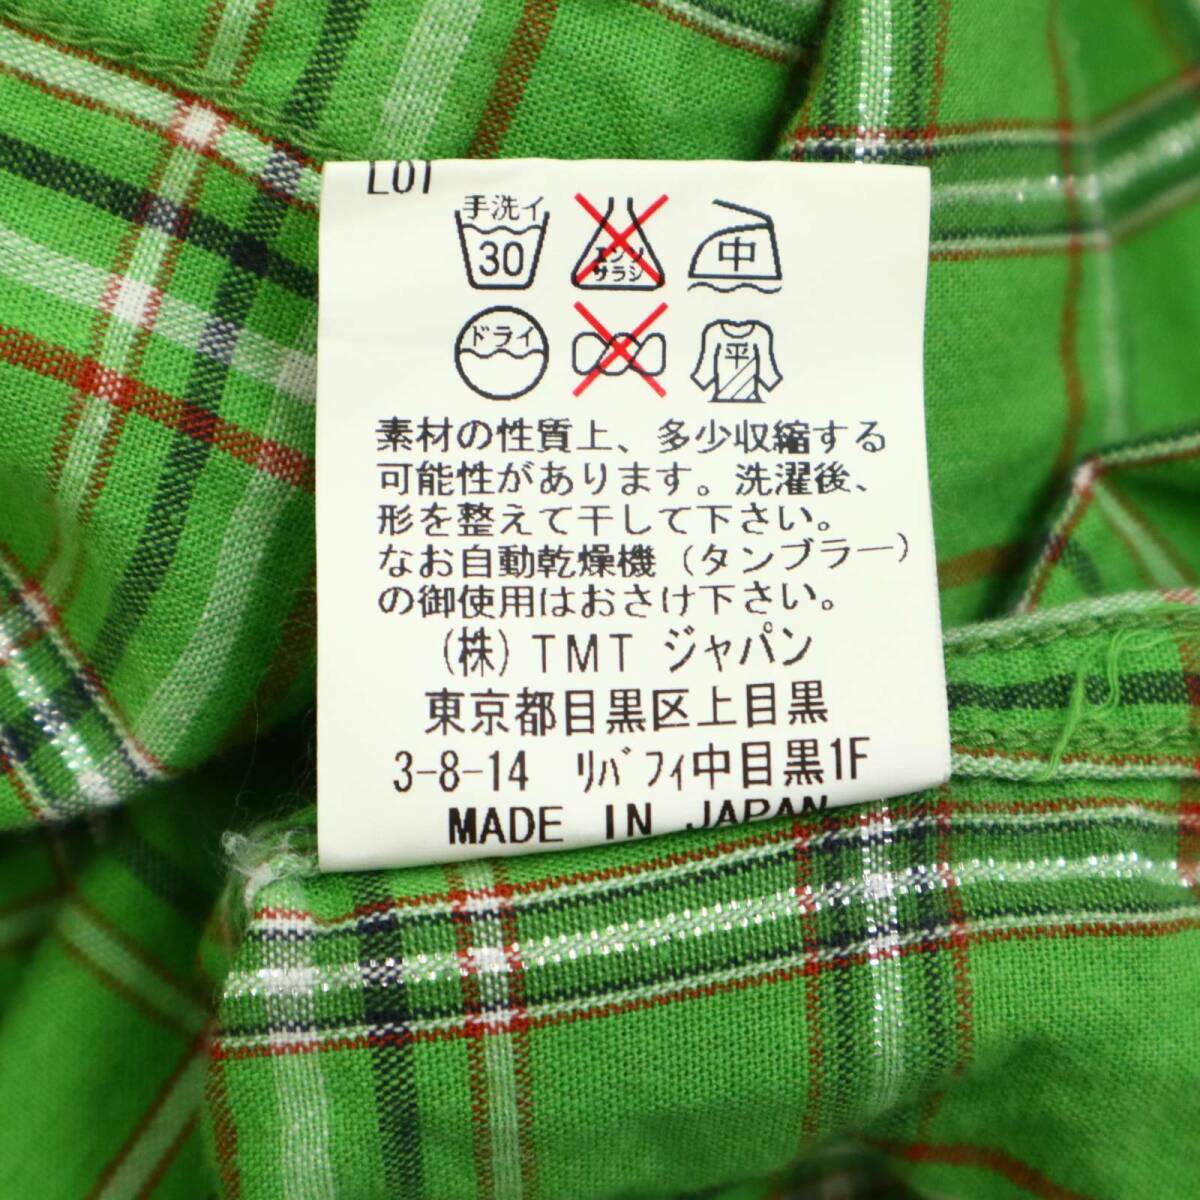 LOT
手洗イ
30
エンソ
サラシ
中
ドライ
平
素材の性質上、多少収縮する
可能性があります。洗濯後、
形を整えて干して下さい。
なお自動乾燥機(タンブラー)
の御使用はおさけ下さい。
(株)TMTジャパン
東京都目黒区上目黒
3-8-14 リバフィ中目黒1F
MADE IN JAPAN